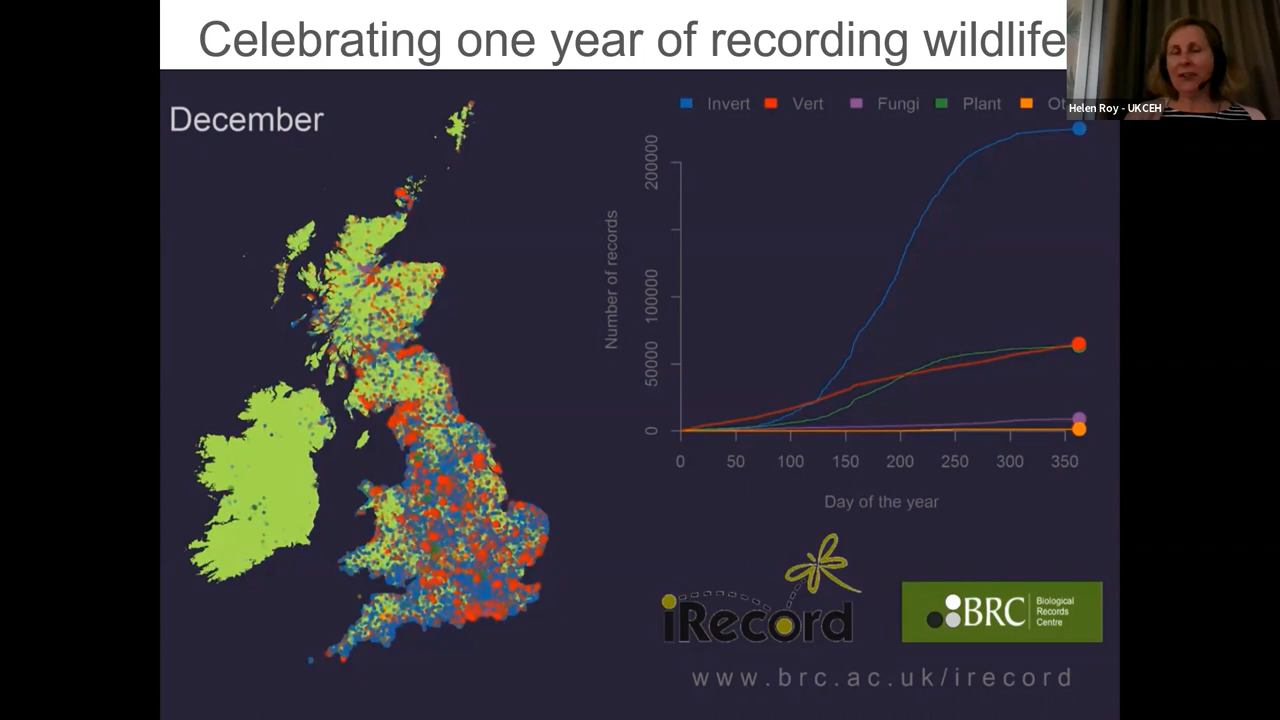 Celebrating one year of recording wildlife
Helen Roy - UKCEH
December
Invert Vert Fungi Plant
Number of records
200000
100000
50000
0
0 50 100 150 200 250 300 350
Day of the year
iRecord
BRC
Biological
Records
Centre
www.brc.ac.uk/irecord